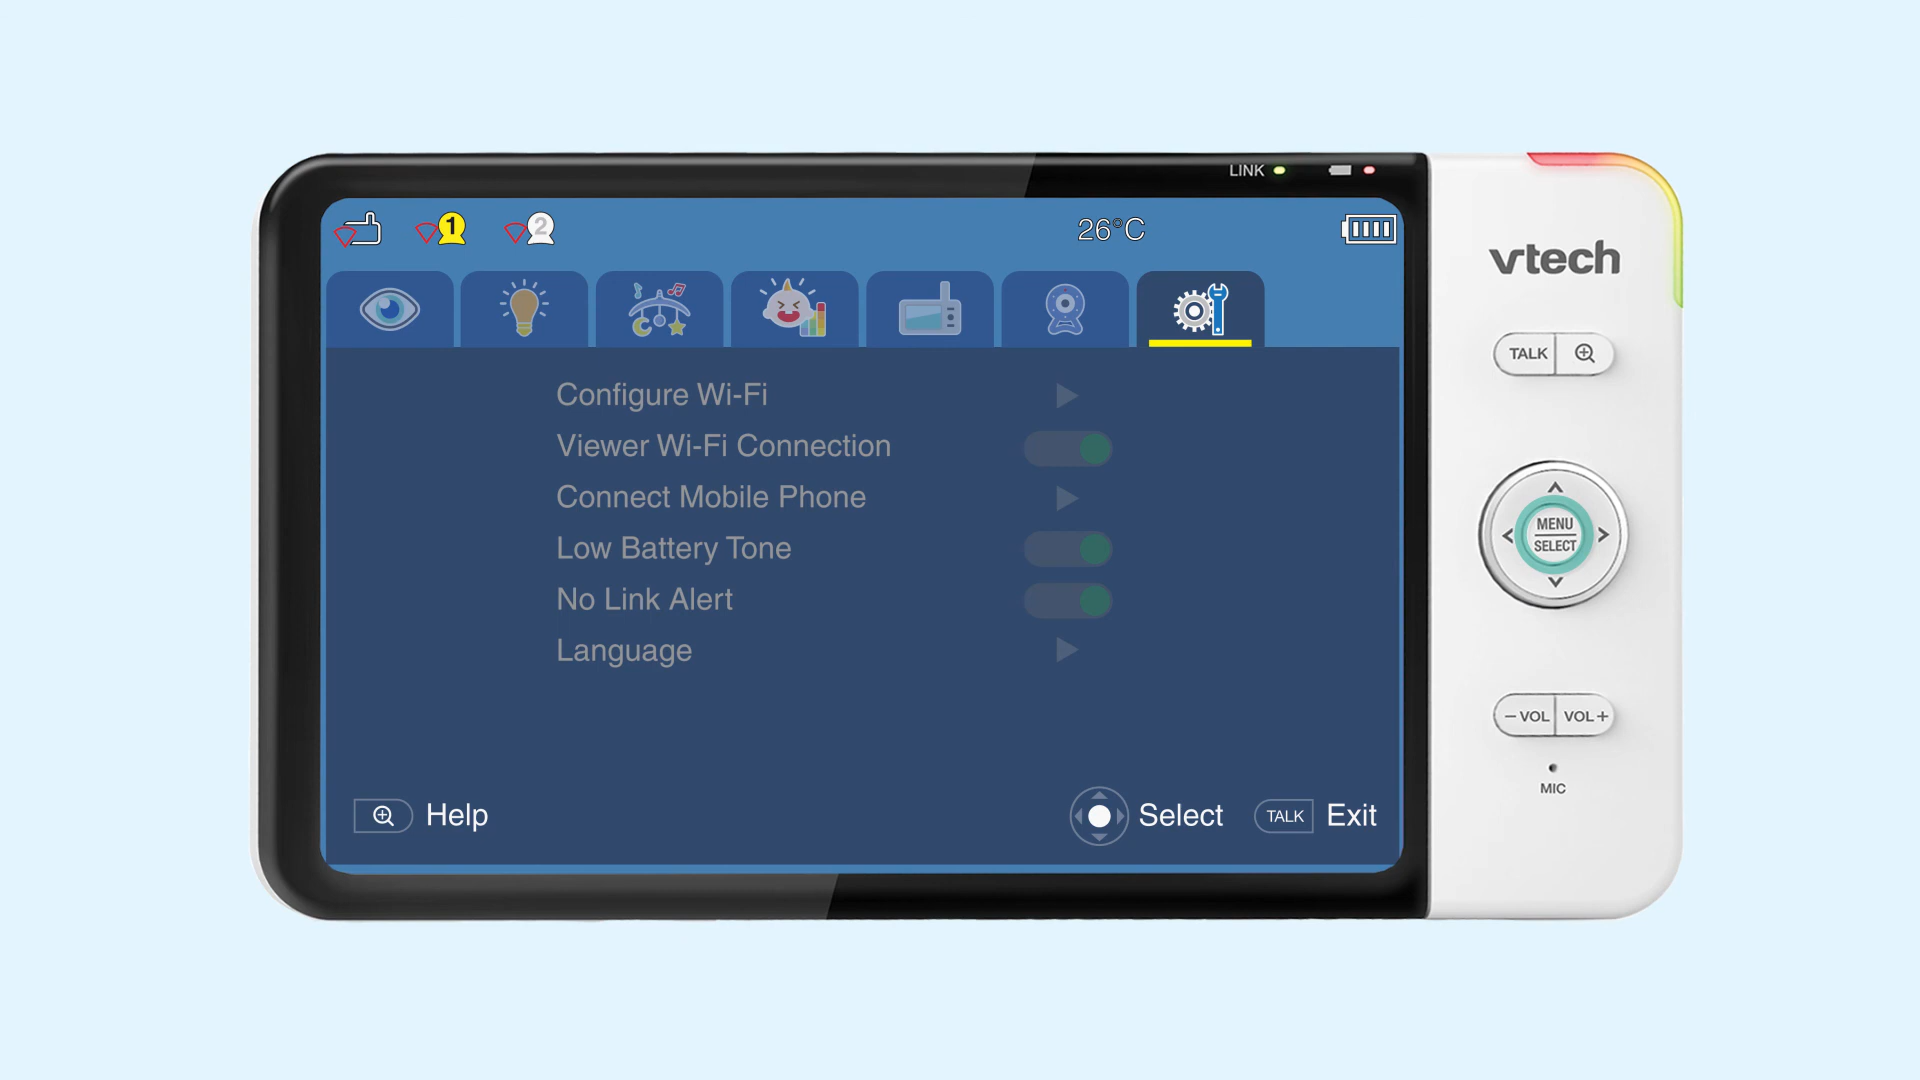 LINK
1
2
26°C
vtech
TALK
Configure Wi-Fi
Viewer Wi-Fi Connection
Connect Mobile Phone
Low Battery Tone
No Link Alert
Language
MENU
SELECT
-VOL VOL+
MIC
Help
Select
TALK
Exit